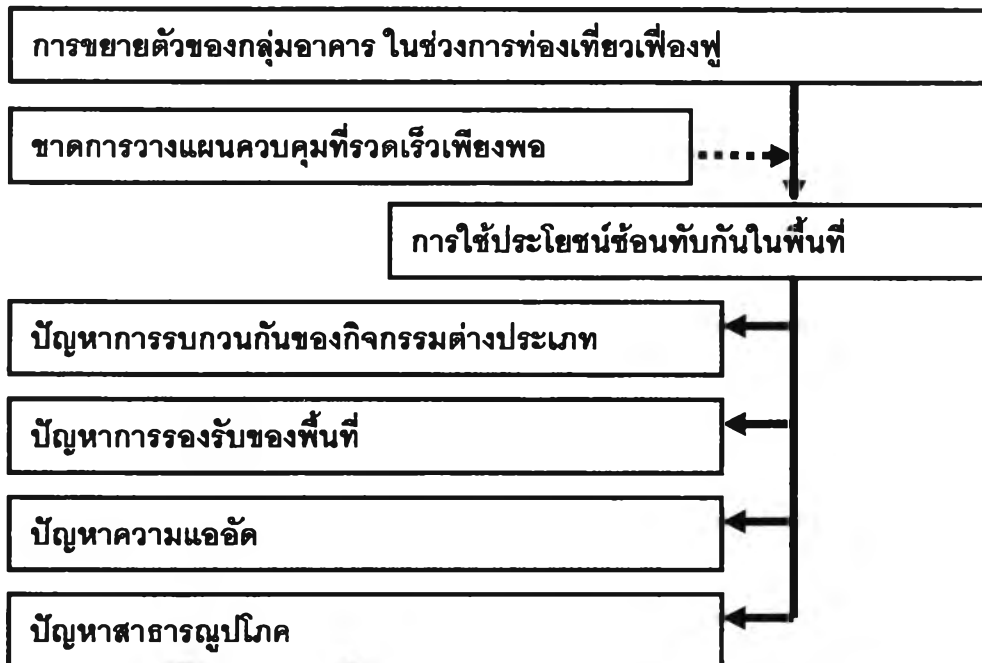 การขยายตัวของกลุ่มอาคาร ในช่วงการท่องเที่ยวเฟื่องฟู
ขาดการวางแผนควบคุมที่รวดเร็วเพียงพอ
การใช้ประโยชน์ซ้อนทับกันในพื้นที่
ปัญหาการรบกวนกันของกิจกรรมต่างประเภท
ปัญหาการรองรับของพื้นที่
ปัญหาความแออัด
ปัญหาสาธารณูปโภค